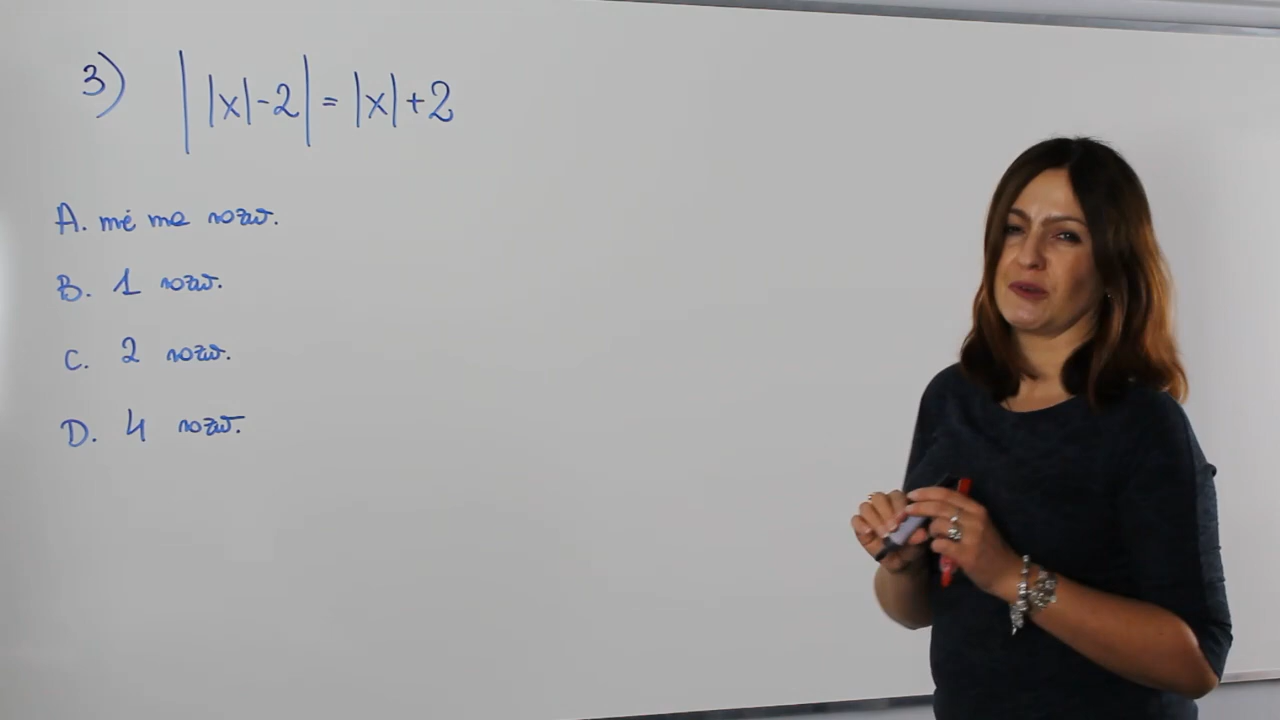 3) ||x|-2| = |x|+2
A. nie ma rozw.
B. 1 rozw.
C. 2 rozw.
D. 4 rozw.